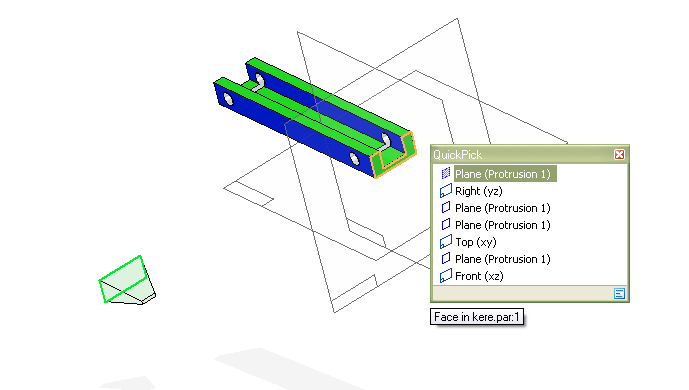 QuickPick
Plane (Protrusion 1)
Right (yz)
Plane (Protrusion 1)
Plane (Protrusion 1)
Top (xy)
Plane (Protrusion 1)
Front (xz)
Face in kere.par:1